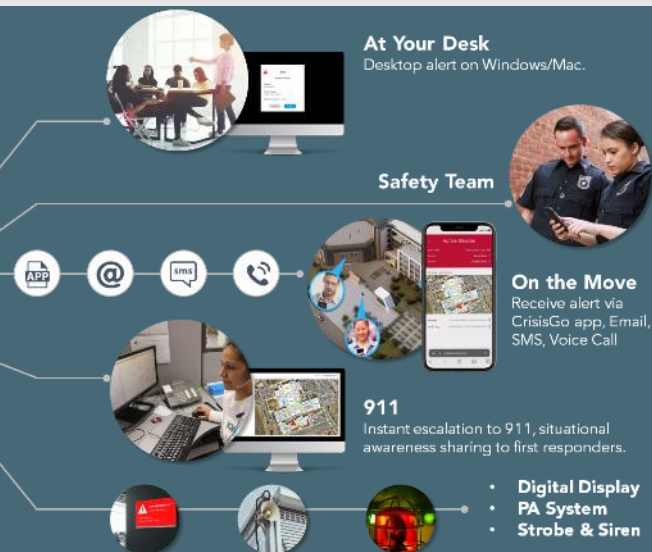 At Your Desk
Desktop alert on Windows/Mac.
Safety Team
APP
@
sms
On the Move
Receive alert via
CrisisGo app, Email,
SMS, Voice Call
911
Instant escalation to 911, situational
awareness sharing to first responders.
• Digital Display
• PA System
• Strobe & Siren